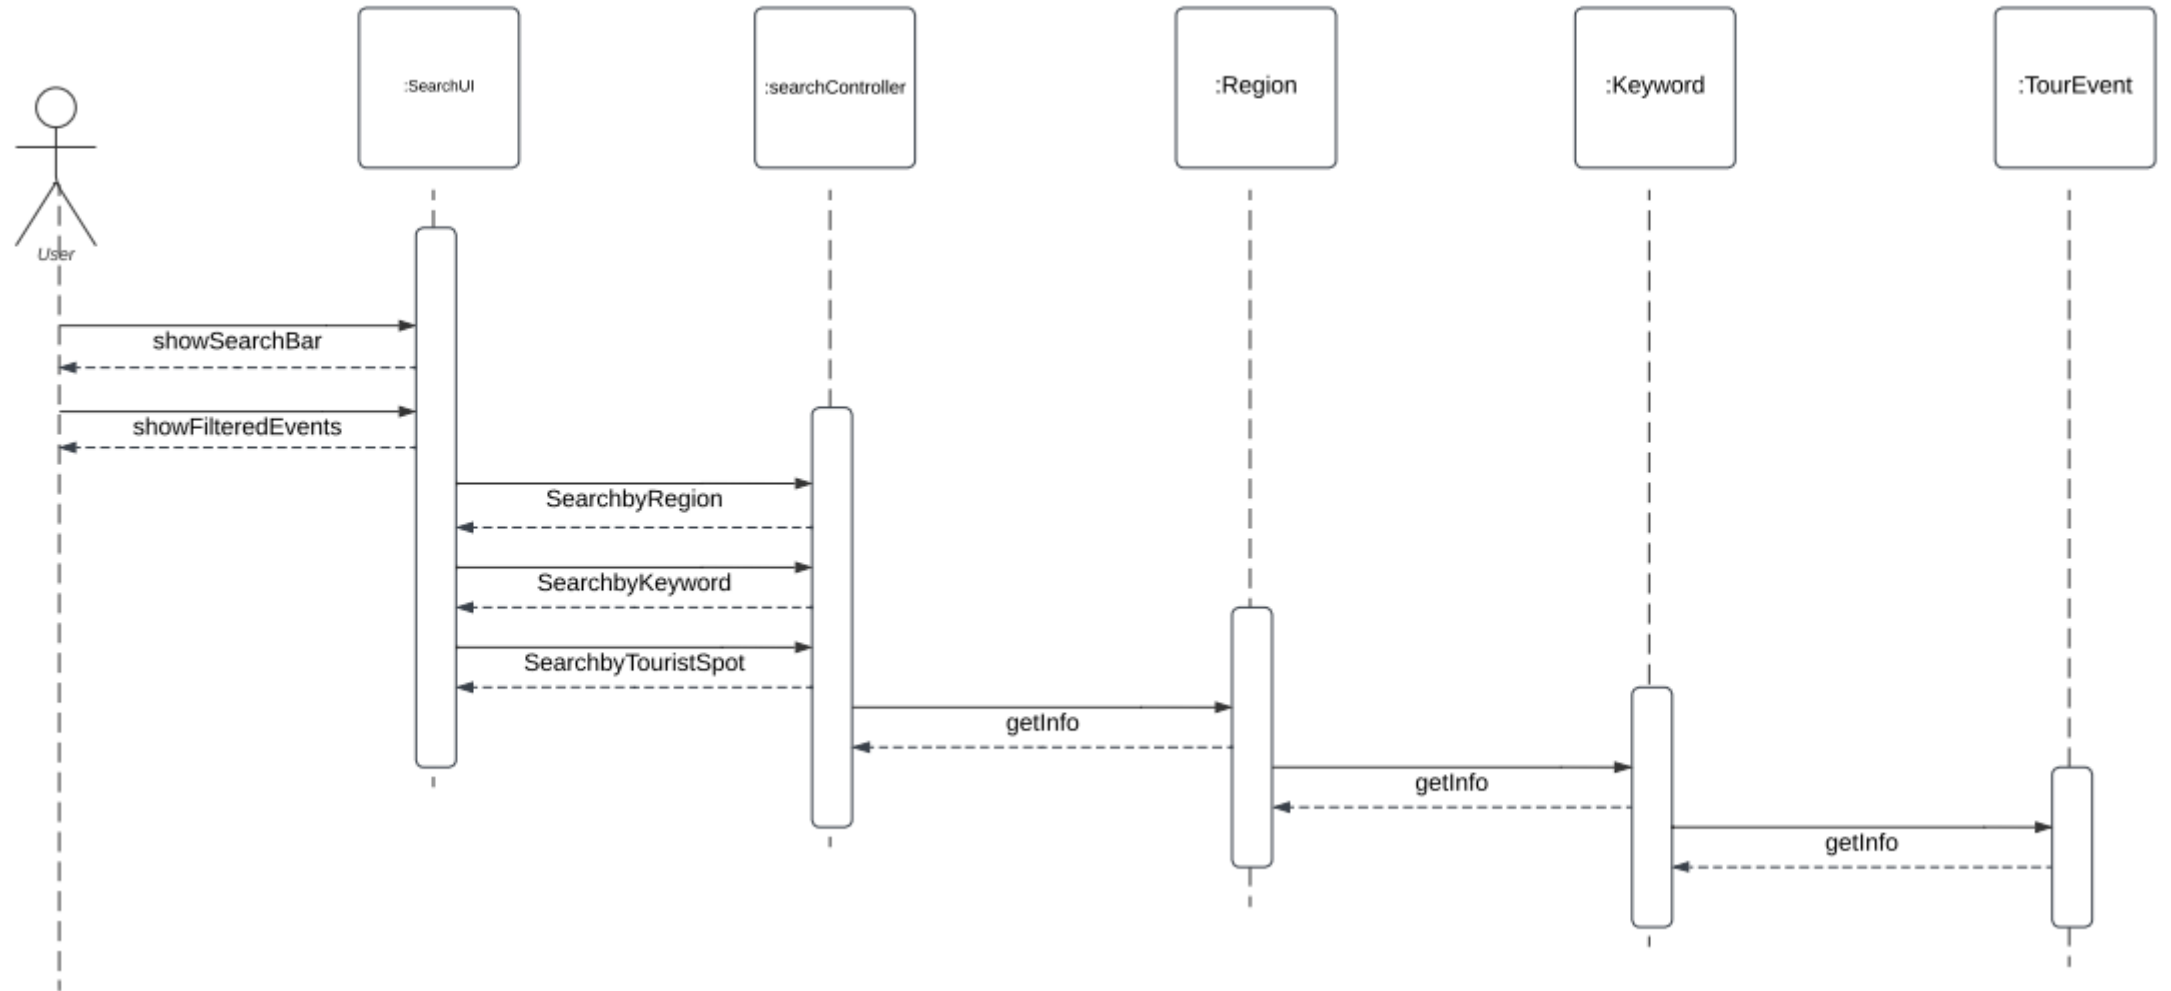 :SearchUI
:searchController
:Region
:Keyword
:TourEvent
User
showSearchBar
showFilteredEvents
SearchbyRegion
SearchbyKeyword
SearchbyTouristSpot
getInfo
getInfo
getInfo